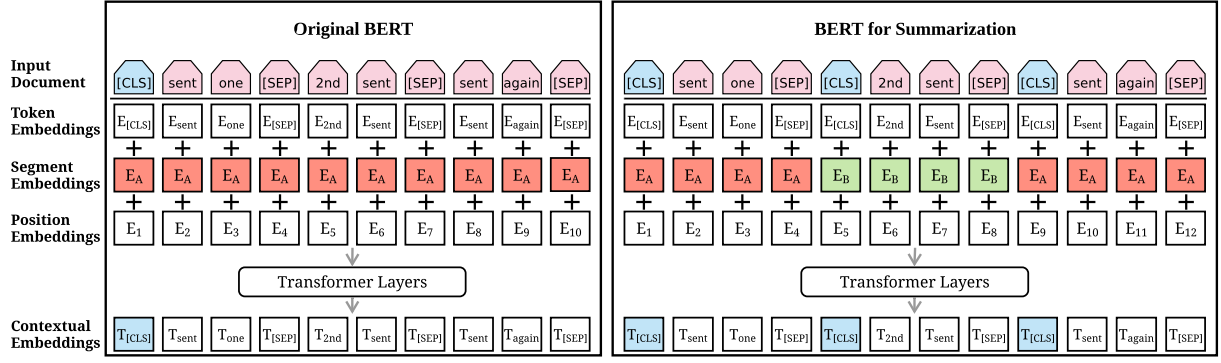 Original BERT
BERT for Summarization
Input Document
[CLS] sent one [SEP] 2nd sent [SEP] sent again [SEP]
[CLS] sent one [SEP] [CLS] 2nd sent [SEP] [CLS] sent again [SEP]
Token Embeddings
E[CLS] Esent Eone E[SEP] E2nd Esent E[SEP] Esent Eagain E[SEP]
E[CLS] Esent Eone E[SEP] E[CLS] E2nd Esent E[SEP] E[CLS] Esent Eagain E[SEP]
+ + + + + + + + + +
+ + + + + + + + + + + +
Segment Embeddings
EA EA EA EA EA EA EA EA EA EA
EA EA EA EA EB EB EB EB EA EA EA EA
+ + + + + + + + + +
+ + + + + + + + + + + +
Position Embeddings
E1 E2 E3 E4 E5 E6 E7 E8 E9 E10
E1 E2 E3 E4 E5 E6 E7 E8 E9 E10 E11 E12
Transformer Layers
Transformer Layers
Contextual Embeddings
T[CLS] Tsent Tone T[SEP] T2nd Tsent T[SEP] Tsent Tagain T[SEP]
T[CLS] Tsent Tone T[SEP] T[CLS] T2nd Tsent T[SEP] T[CLS] Tsent Tagain T[SEP]